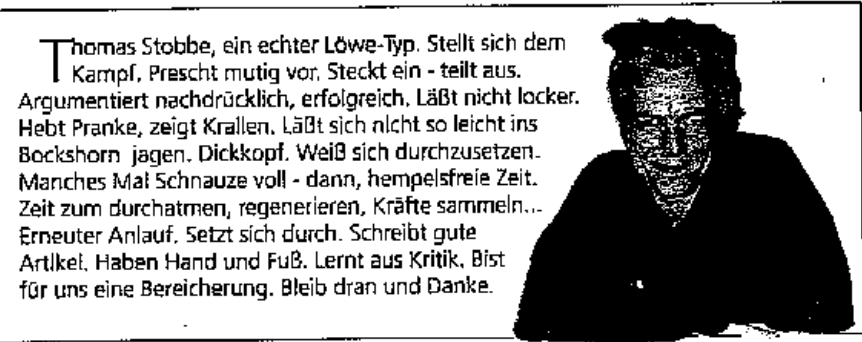 Thomas Stobbe, ein echter Löwe-Typ. Stellt sich dem
Kampf. Prescht mutig vor. Steckt ein - teilt aus.
Argumentiert nachdrücklich, erfolgreich. Läßt nicht locker.
Hebt Pranke, zeigt Krallen. Läßt sich nicht so leicht ins
Bockshorn jagen. Dickkopf. Weiß sich durchzusetzen.
Manches Mal Schnauze voll - dann, hempelsfreie Zeit.
Zeit zum durchatmen, regenerieren, Kräfte sammeln...
Erneuter Anlauf. Setzt sich durch. Schreibt gute
Artikel. Haben Hand und Fuß. Lernt aus Kritik. Bist
für uns eine Bereicherung. Bleib dran und Danke.